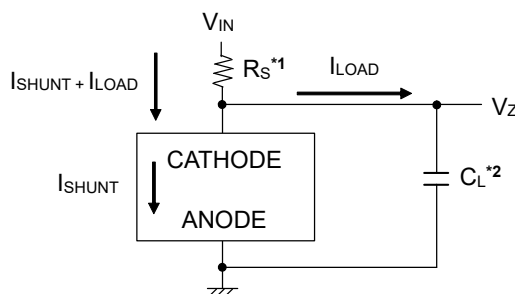 VIN
RS*1
ILOAD
ISHUNT + ILOAD
VZ
CATHODE
ISHUNT
CL*2
ANODE